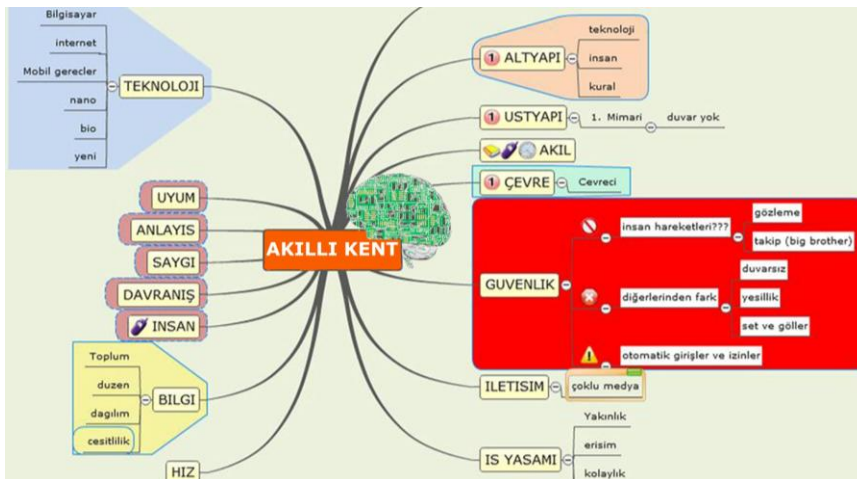 Bilgisayar
internet
Mobil gerecler
nano
bio
yeni
TEKNOLOJI
UYUM
ANLAYIS
SAYGI
DAVRANIŞ
INSAN
Toplum
duzen
dagılım
cesitlilik
BILGI
HIZ
AKILLI KENT
1 ALTYAPI
teknoloji
insan
kural
1 USTYAPI
1. Mimari
duvar yok
AKIL
1 ÇEVRE
Cevreci
GUVENLIK
insan hareketleri???
gözleme
takip (big brother)
diğerlerinden fark
duvarsız
yesillik
set ve göller
otomatik girişler ve izinler
ILETISIM
çoklu medya
IS YASAMI
Yakınlık
erisim
kolaylık